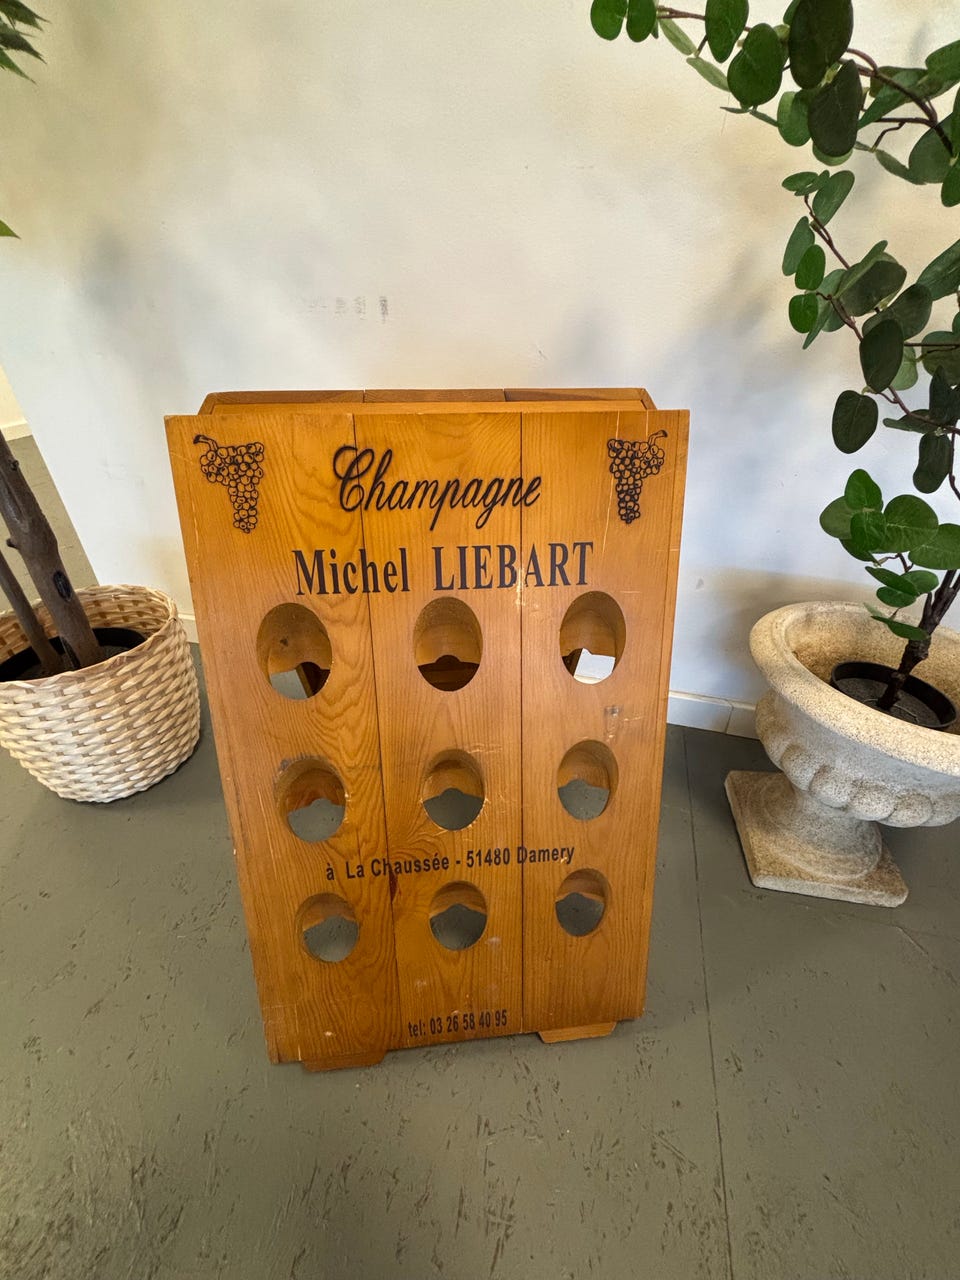 Champagne
Michel LIEBART
à La Chaussée - 51480 Damery
tel: 03 26 58 40 95